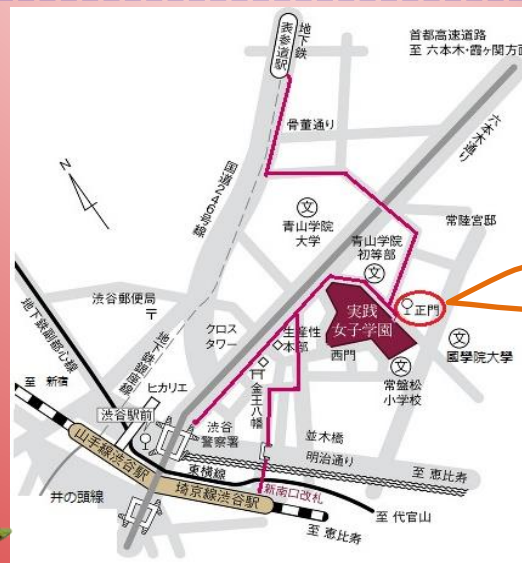 地下鉄
表参道駅
首都高速道路
至 六本木・霞ヶ関方面
骨董通り
六本木通り
国道246号線
N
青山学院
大学
常陸宮邸
青山学院
初等部
渋谷郵便局
〒
地下鉄副都心線
地下鉄銀座線
クロス
タワー
生産性
本部
実践
女子学園
正門
西門
國學院大學
常盤松
小学校
至 新宿
ヒカリエ
金王八幡
渋谷駅前
渋谷
警察署
並木橋
明治通り
至 恵比寿
山手線渋谷駅
東横線
埼京線渋谷駅
新南口改札
井の頭線
至 代官山
至 恵比寿
文
文
文
文